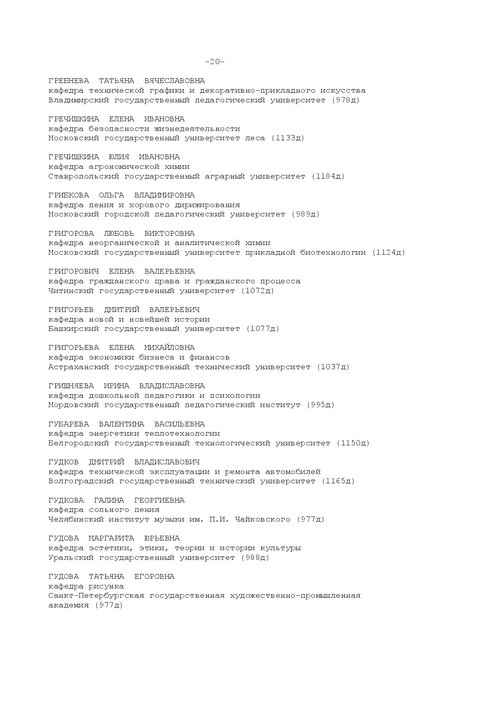 -20-
ГРЕБНЕВА ТАТЬЯНА ВЯЧЕСЛАВОВНА
кафедра технической графики и декоративно-прикладного искусства
Владимирский государственный педагогический университет (978д)
ГРЕЧИШКИНА ЕЛЕНА ИВАНОВНА
кафедра безопасности жизнедеятельности
Московский государственный университет леса (1133д)
ГРЕЧИШКИНА ЮЛИЯ ИВАНОВНА
кафедра агрономической химии
Ставропольский государственный аграрный университет (1184д)
ГРИБКОВА ОЛЬГА ВЛАДИМИРОВНА
кафедра пения и хорового дирижирования
Московский городской педагогический университет (989д)
ГРИГОРОВА ЛЮБОВЬ ВИКТОРОВНА
кафедра неорганической и аналитической химии
Московский государственный университет прикладной биотехнологии (1124д)
ГРИГОРОВИЧ ЕЛЕНА ВАЛЕРЬЕВНА
кафедра гражданского права и гражданского процесса
Читинский государственный университет (1072д)
ГРИГОРЬЕВ ДМИТРИЙ ВАЛЕРЬЕВИЧ
кафедра новой и новейшей истории
Башкирский государственный университет (1077д)
ГРИГОРЬЕВА ЕЛЕНА МИХАЙЛОВНА
кафедра экономики бизнеса и финансов
Астраханский государственный технический университет (1037д)
ГРИШНЯЕВА ИРИНА ВЛАДИСЛАВОВНА
кафедра дошкольной педагогики и психологии
Мордовский государственный педагогический институт (995д)
ГУБАРЕВА ВАЛЕНТИНА ВАСИЛЬЕВНА
кафедра энергетики теплотехнологии
Белгородский государственный технологический университет (1150д)
ГУДКОВ ДМИТРИЙ ВЛАДИСЛАВОВИЧ
кафедра технической эксплуатации и ремонта автомобилей
Волгоградский государственный технический университет (1165д)
ГУДКОВА ГАЛИНА ГЕОРГИЕВНА
кафедра сольного пения
Челябинский институт музыки им. П.И. Чайковского (977д)
ГУДОВА МАРГАРИТА ЮРЬЕВНА
кафедра эстетики, этики, теории и истории культуры
Уральский государственный университет (988д)
ГУДОВА ТАТЬЯНА ЕГОРОВНА
кафедра рисунка
Санкт-Петербургская государственная художественно-промышленная
академия (977д)